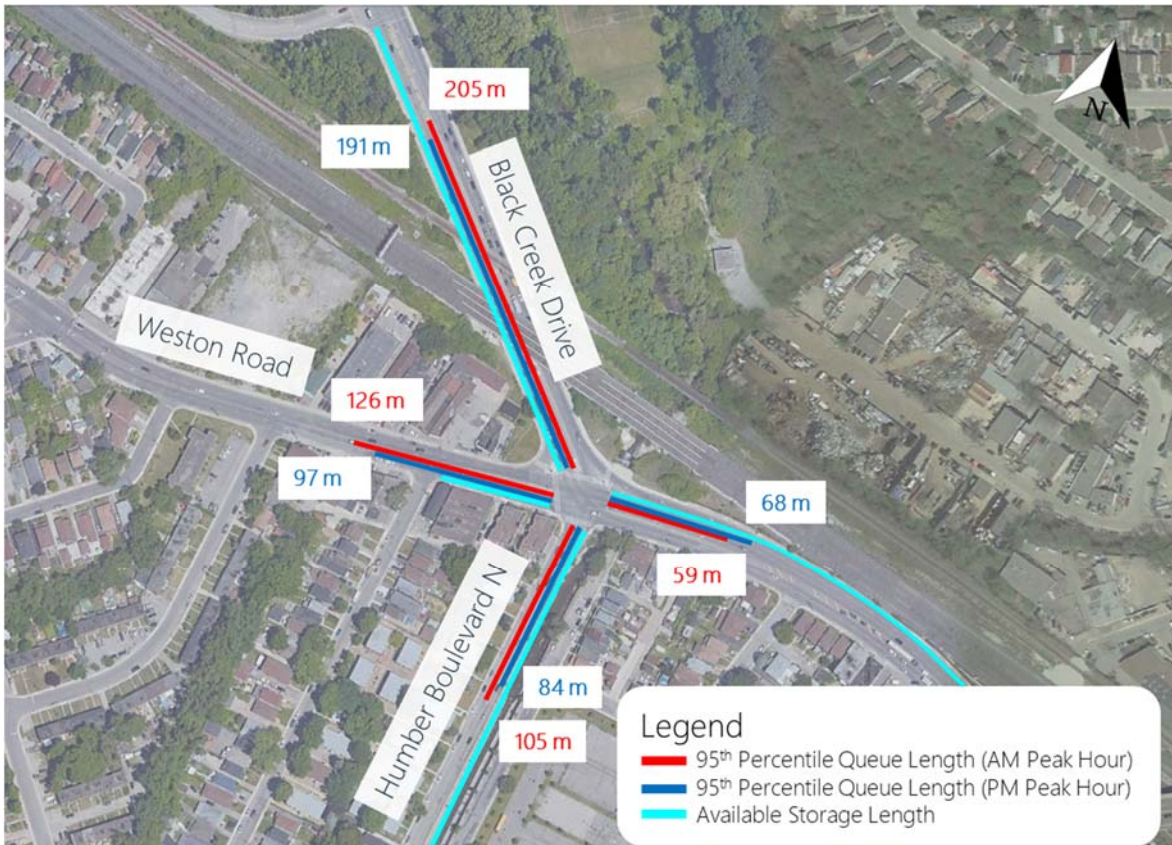 205 m
191 m
N
Black Creek Drive
Weston Road
126 m
97 m
68 m
59 m
Humber Boulevard N
84 m
105 m
Legend
95th Percentile Queue Length (AM Peak Hour)
95th Percentile Queue Length (PM Peak Hour)
Available Storage Length